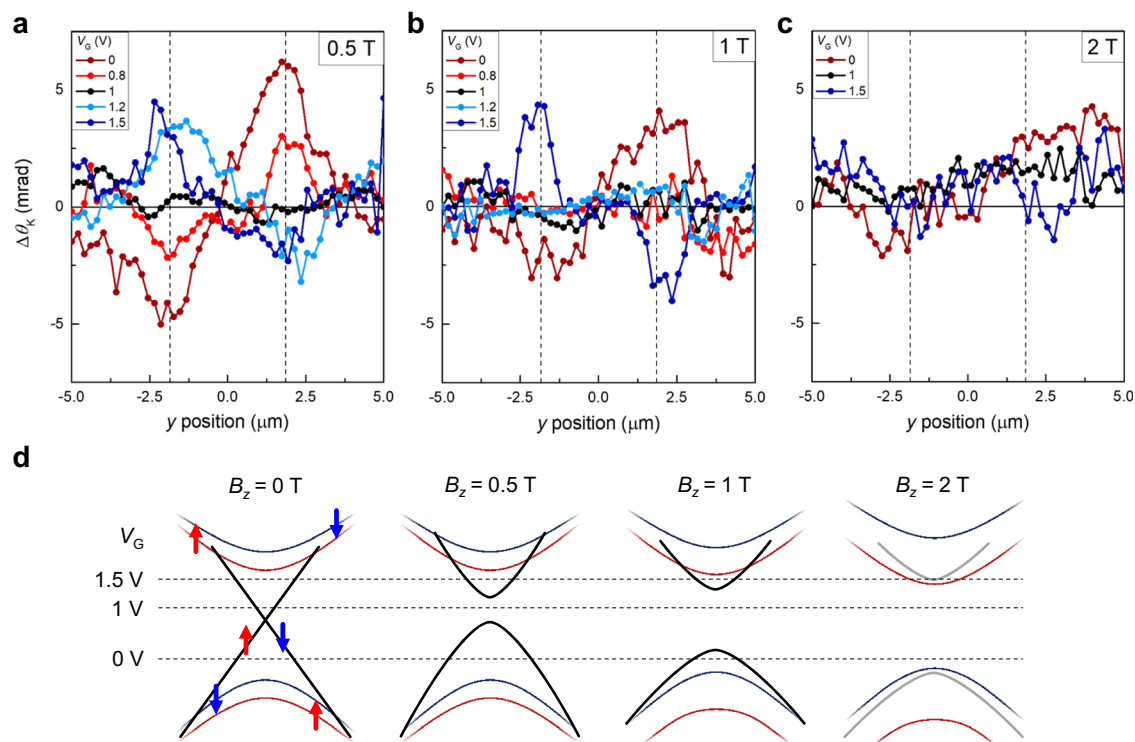 a
V_G (V)
0
0.8
1
1.2
1.5
0.5 T
5
0
-5
Δθ_K (mrad)
-5.0 -2.5 0.0 2.5 5.0
y position (μm)
b
V_G (V)
0
0.8
1
1.2
1.5
1 T
5
0
-5
-5.0 -2.5 0.0 2.5 5.0
y position (μm)
c
V_G (V)
0
1
1.5
2 T
5
0
-5
-5.0 -2.5 0.0 2.5 5.0
y position (μm)
d
B_z = 0 T B_z = 0.5 T B_z = 1 T B_z = 2 T
V_G
1.5 V
1 V
0 V